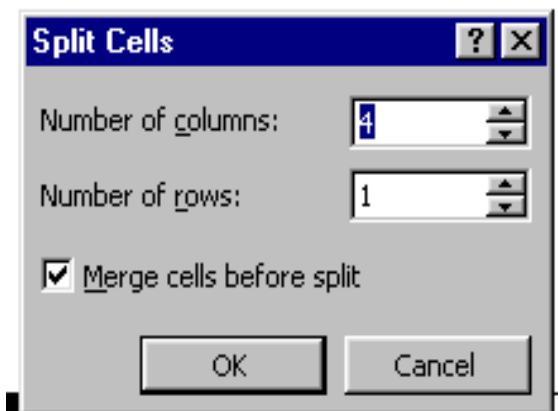 Split Cells ? X
Number of columns: 4
Number of rows: 1
Merge cells before split
OK Cancel